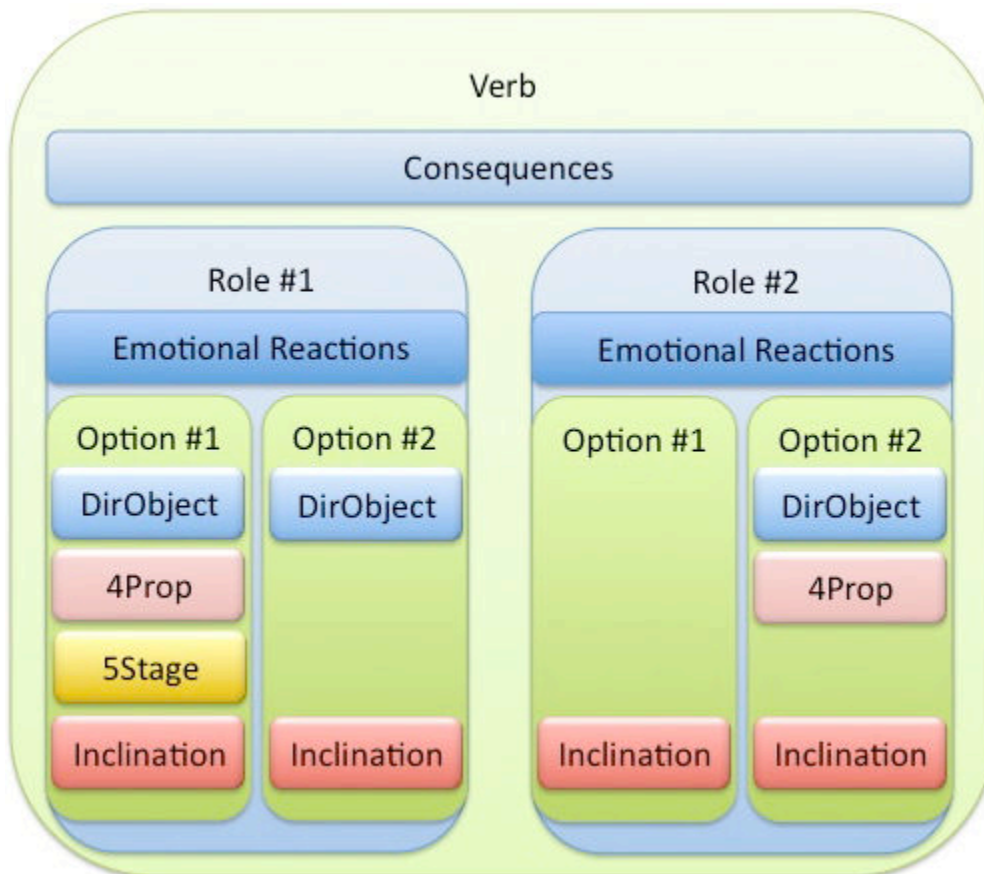 Verb
Consequences
Role #1
Emotional Reactions
Option #1
DirObject
4Prop
5Stage
Inclination
Option #2
DirObject
Inclination
Role #2
Emotional Reactions
Option #1
Inclination
Option #2
DirObject
4Prop
Inclination